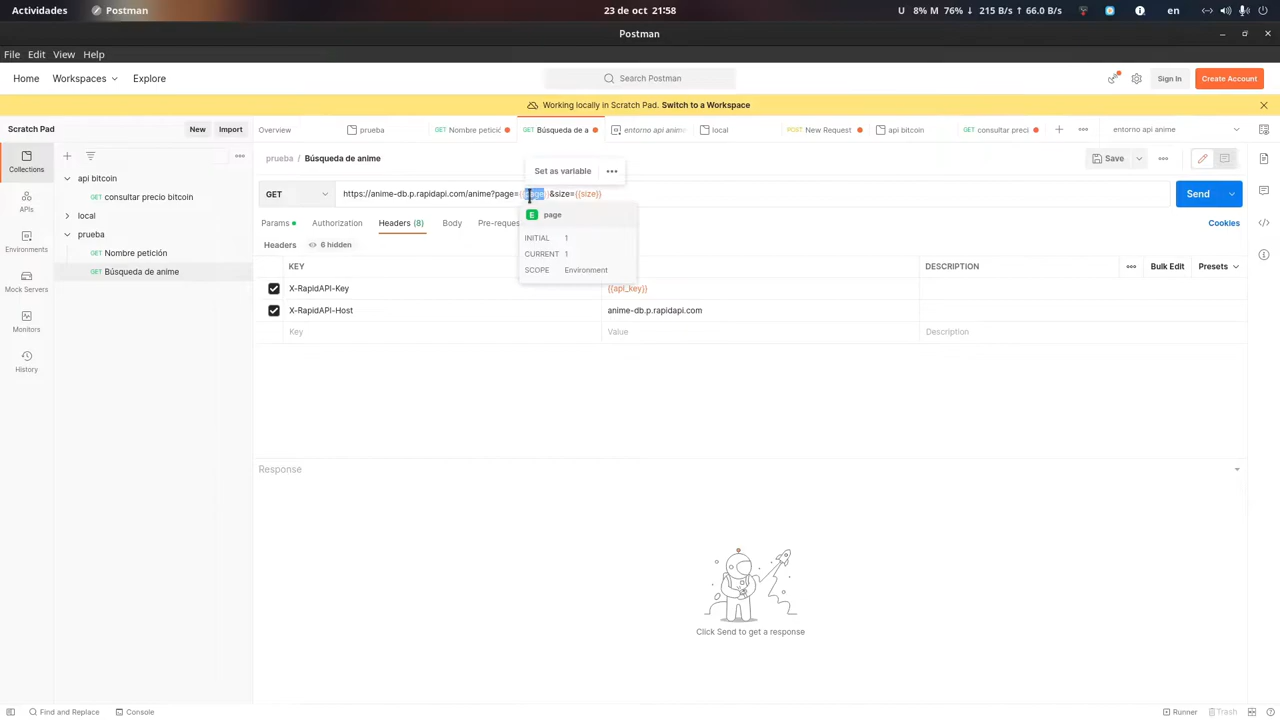 Actividades
Postman
23 de oct 21:58
U 8% M 76% ↓ 215 B/s ↑ 66.0 B/s
en
Postman
File Edit View Help
Home Workspaces Explore
Search Postman
Sign In
Create Account
Working locally in Scratch Pad. Switch to a Workspace
Scratch Pad
New
Import
Overview
prueba
GET Nombre petició
GET Búsqueda de a
entorno api anime
local
POST New Request
api bitcoin
GET consultar preci
entorno api anime
Collections
APIs
Environments
Mock Servers
Monitors
History
api bitcoin
GET consultar precio bitcoin
local
prueba
GET Nombre petición
GET Búsqueda de anime
prueba / Búsqueda de anime
Save
Set as variable
GET
https://anime-db.p.rapidapi.com/anime?page={{page}}&size={{size}}
Send
page
INITIAL 1
CURRENT 1
SCOPE Environment
Params
Authorization
Headers (8)
Body
Pre-reques
Cookies
Headers
6 hidden
KEY
DESCRIPTION
Bulk Edit
Presets
X-RapidAPI-Key
{{api_key}}
X-RapidAPI-Host
anime-db.p.rapidapi.com
Key
Value
Description
Response
Click Send to get a response
Find and Replace
Console
Runner
Trash